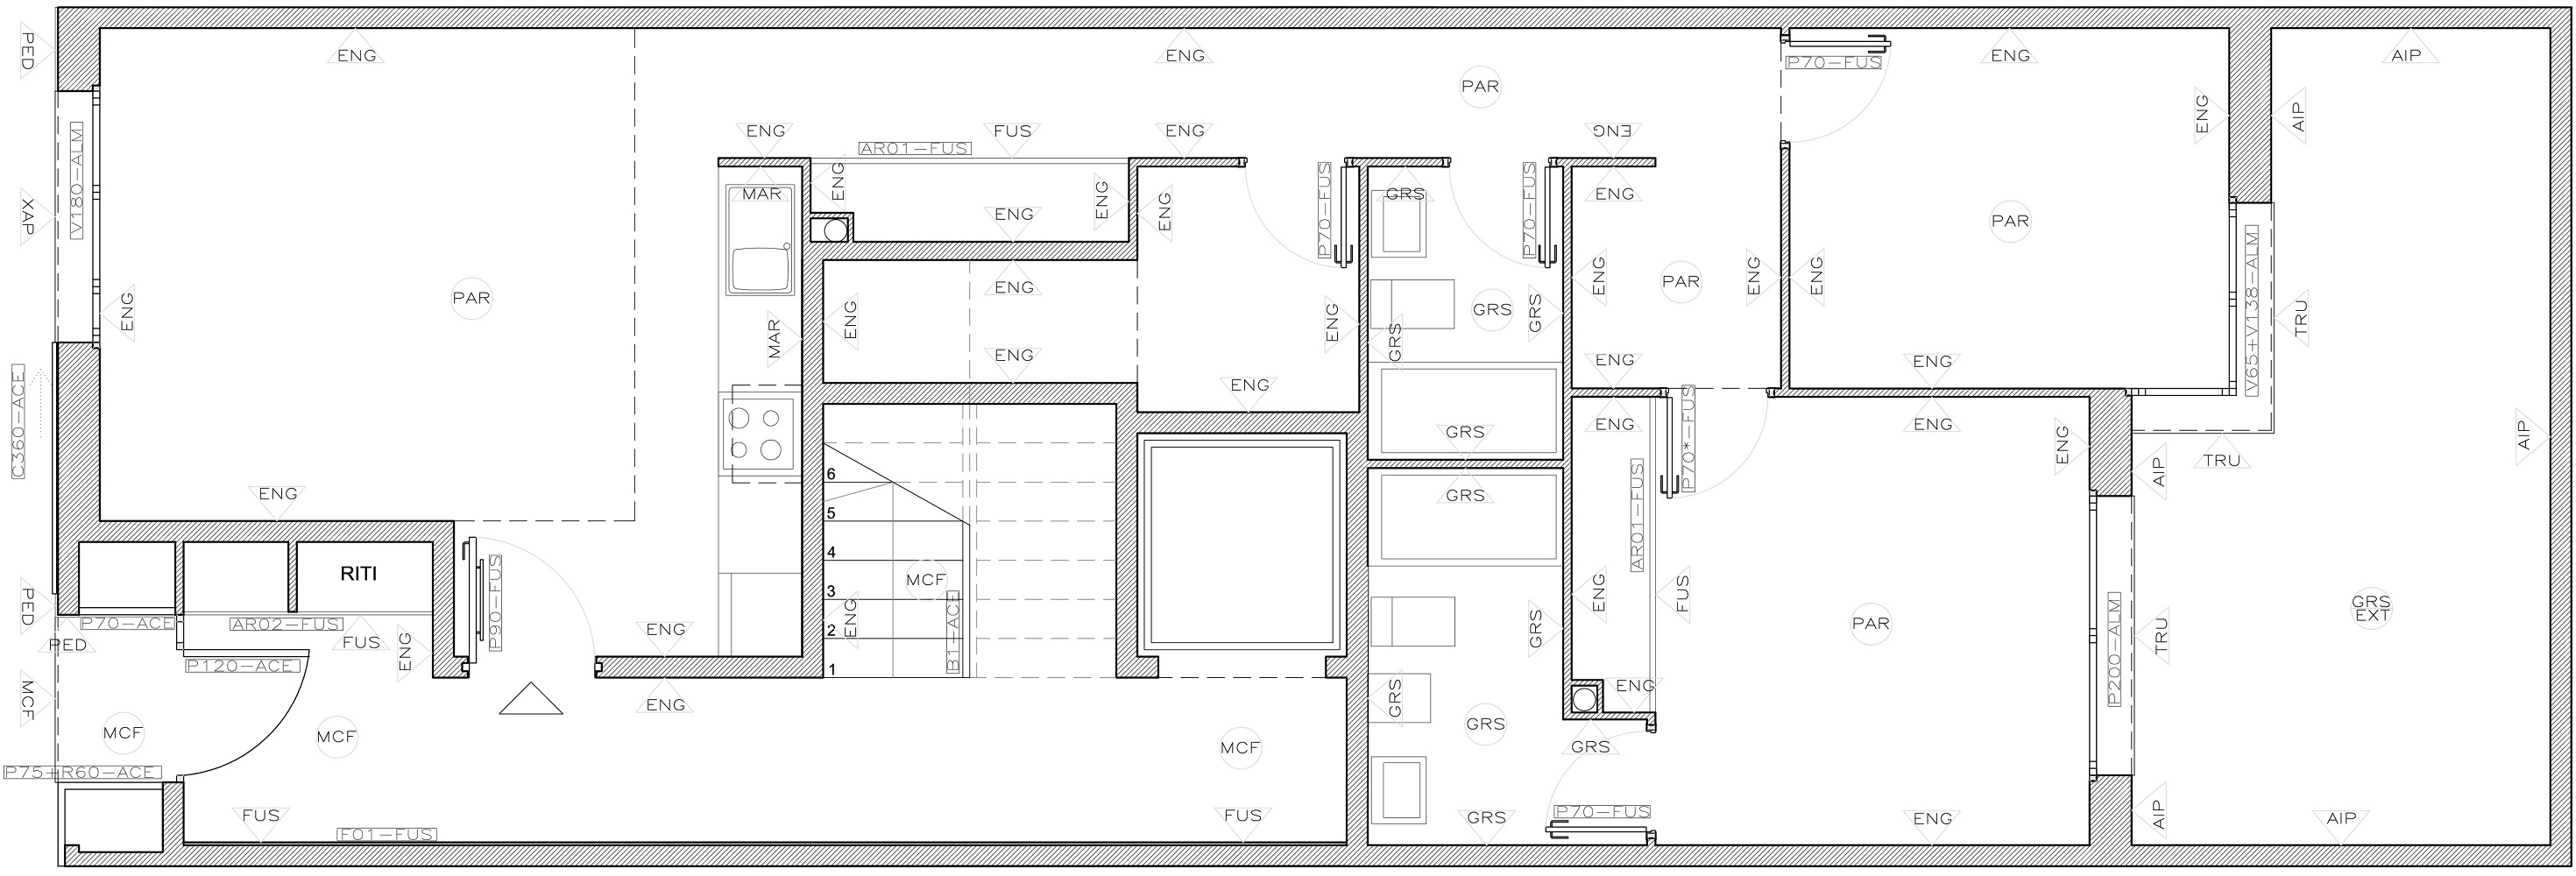 PED
ENG
ENG
P70-FUS
ENG
AIP
PAR
ENG
AIP
V180-ALM
ENG
FUS
ENG
ENG
AR01-FUS
ENG
MAR
ENG
ENG
ENG
P70-FUS
GRS
P70-FUS
ENG
XAP
ENG
PAR
PAR
ENG
ENG
PAR
ENG
ENG
ENG
MAR
ENG
ENG
GRS
GRS
GRS
V65+V138-ALM
TRU
C360-ACE
ENG
ENG
ENG
ENG
P70*-FUS
ENG
ENG
ENG
AIP
GRS
GRS
AIP
TRU
ENG
AR01-FUS
6
5
4
3
2
1
MCF
ENG
B1-ACE
RITI
P90-FUS
PED
P70-ACE
AR02-FUS
PED
FUS
ENG
P120-ACE
ENG
ENG
ENG
FUS
GRS
PAR
P200-ALM
TRU
GRS
EXT
MCF
MCF
MCF
MCF
GRS
GRS
ENG
GRS
P75+R60-ACE
FUS
F01-FUS
FUS
GRS
P70-FUS
ENG
AIP
AIP